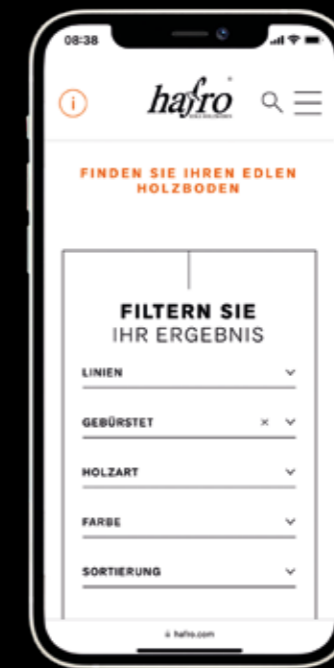 08:38
i
hafro
FINDEN SIE IHREN EDLEN
HOLZBODEN
FILTERN SIE
IHR ERGEBNIS
LINIEN
GEBÜRSTET
HOLZART
FARBE
SORTIERUNG
hafro.com